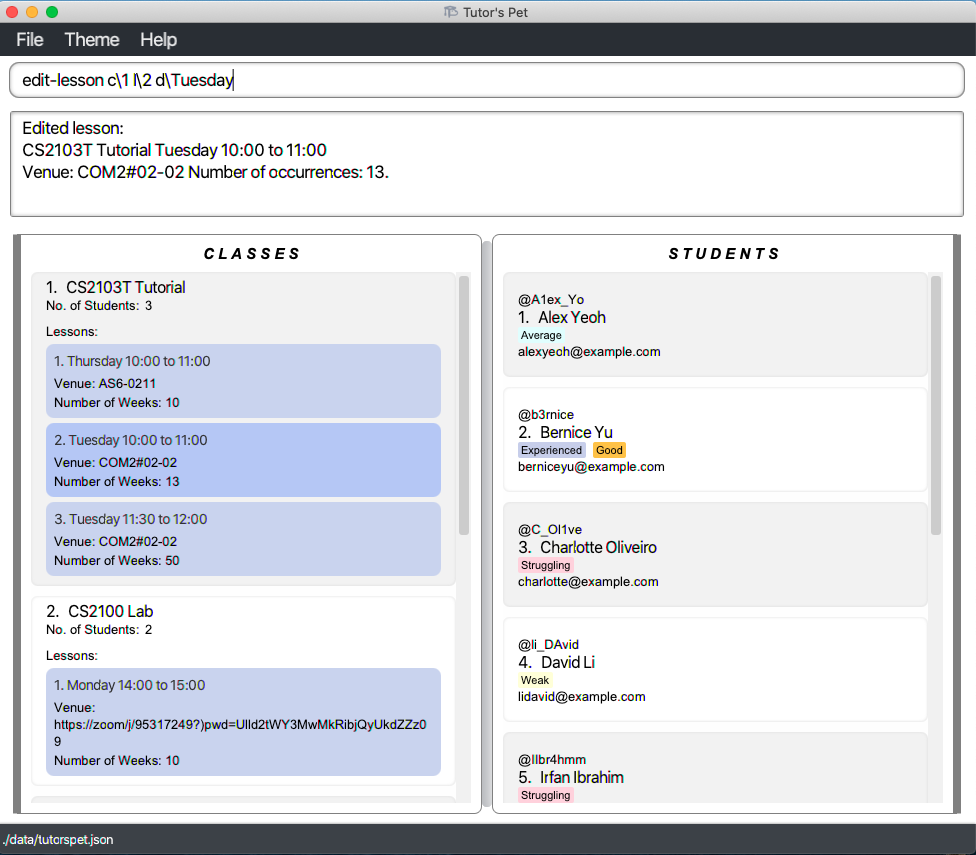 Tutor's Pet
File Theme Help
edit-lesson c\1 l\2 d\Tuesday
Edited lesson:
CS2103T Tutorial Tuesday 10:00 to 11:00
Venue: COM2#02-02 Number of occurrences: 13.
CLASSES
1. CS2103T Tutorial
No. of Students: 3
Lessons:
1. Thursday 10:00 to 11:00
Venue: AS6-0211
Number of Weeks: 10
2. Tuesday 10:00 to 11:00
Venue: COM2#02-02
Number of Weeks: 13
3. Tuesday 11:30 to 12:00
Venue: COM2#02-02
Number of Weeks: 50
2. CS2100 Lab
No. of Students: 2
Lessons:
1. Monday 14:00 to 15:00
Venue:
https://zoom/j/95317249?)pwd=Ulld2tWY3MwMkRibjQyUkdZZz0
9
Number of Weeks: 10
STUDENTS
@A1ex_Yo
1. Alex Yeoh
Average
alexyeoh@example.com
@b3rnice
2. Bernice Yu
Experienced Good
berniceyu@example.com
@C_Ol1ve
3. Charlotte Oliveiro
Struggling
charlotte@example.com
@li_DAvid
4. David Li
Weak
lidavid@example.com
@IIbr4hmm
5. Irfan Ibrahim
Struggling
./data/tutorspet.json